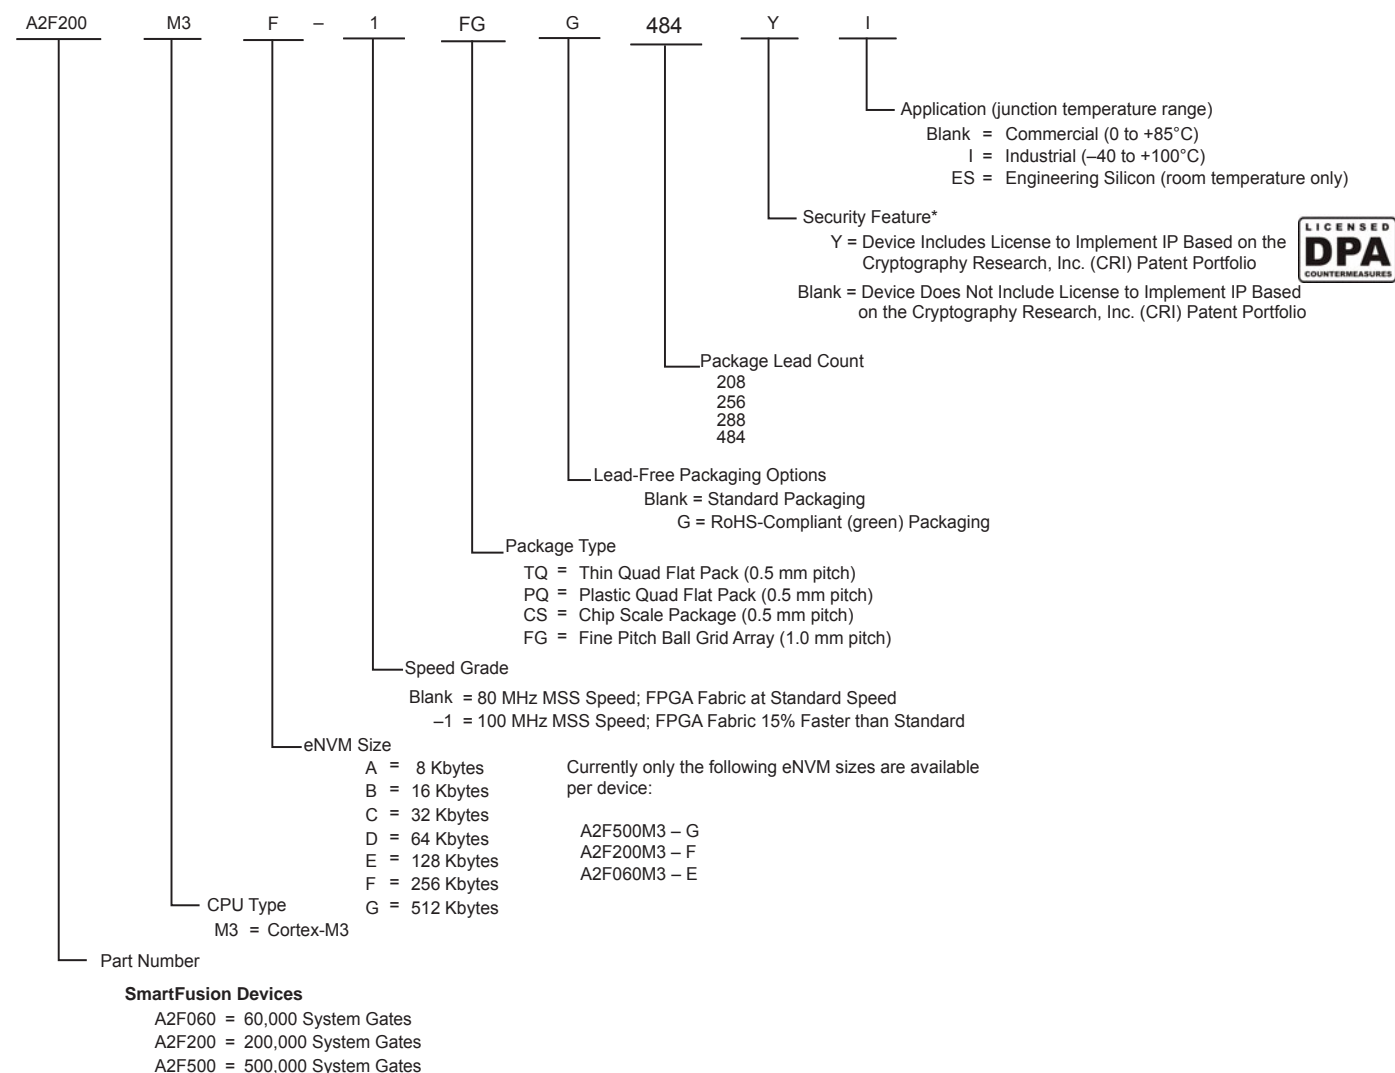 A2F200 M3 F – 1 FG G 484 Y I
Application (junction temperature range)
Blank = Commercial (0 to +85°C)
I = Industrial (–40 to +100°C)
ES = Engineering Silicon (room temperature only)
Security Feature*
Y = Device Includes License to Implement IP Based on the
Cryptography Research, Inc. (CRI) Patent Portfolio
LICENSED
DPA
COUNTERMEASURES
Blank = Device Does Not Include License to Implement IP Based
on the Cryptography Research, Inc. (CRI) Patent Portfolio
Package Lead Count
208
256
288
484
Lead-Free Packaging Options
Blank = Standard Packaging
G = RoHS-Compliant (green) Packaging
Package Type
TQ = Thin Quad Flat Pack (0.5 mm pitch)
PQ = Plastic Quad Flat Pack (0.5 mm pitch)
CS = Chip Scale Package (0.5 mm pitch)
FG = Fine Pitch Ball Grid Array (1.0 mm pitch)
Speed Grade
Blank = 80 MHz MSS Speed; FPGA Fabric at Standard Speed
–1 = 100 MHz MSS Speed; FPGA Fabric 15% Faster than Standard
eNVM Size
A = 8 Kbytes
B = 16 Kbytes
C = 32 Kbytes
D = 64 Kbytes
E = 128 Kbytes
F = 256 Kbytes
G = 512 Kbytes
Currently only the following eNVM sizes are available
per device:
A2F500M3 – G
A2F200M3 – F
A2F060M3 – E
CPU Type
M3 = Cortex-M3
Part Number
SmartFusion Devices
A2F060 = 60,000 System Gates
A2F200 = 200,000 System Gates
A2F500 = 500,000 System Gates